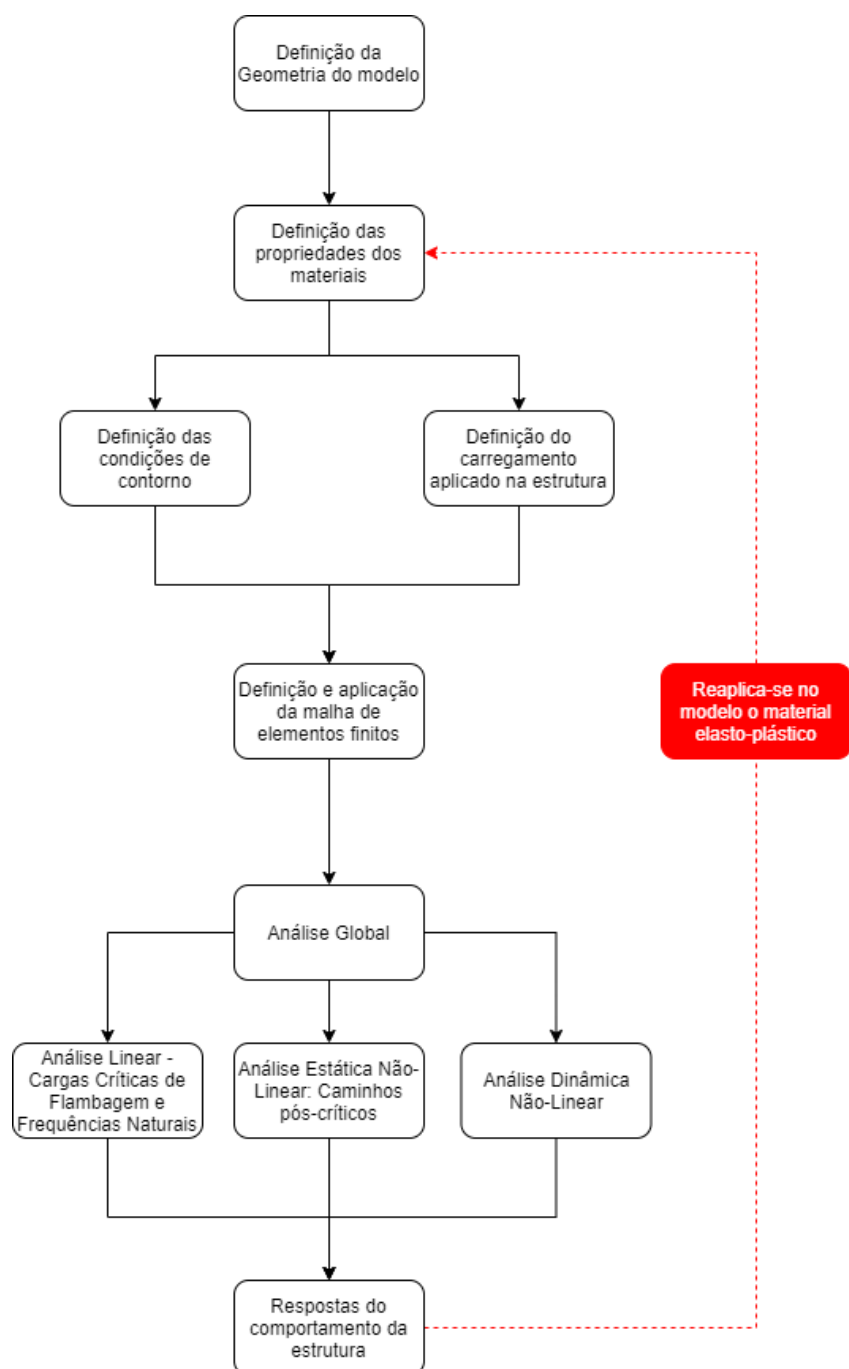 Definição da
Geometria do modelo
Definição das
propriedades dos
materiais
Definição das
condições de
contorno
Definição do
carregamento
aplicado na estrutura
Definição e aplicação
da malha de
elementos finitos
Reaplica-se no
modelo o material
elasto-plástico
Análise Global
Análise Linear -
Cargas Críticas de
Flambagem e
Frequências Naturais
Análise Estática Não-
Linear: Caminhos
pós-críticos
Análise Dinâmica
Não-Linear
Respostas do
comportamento da
estrutura